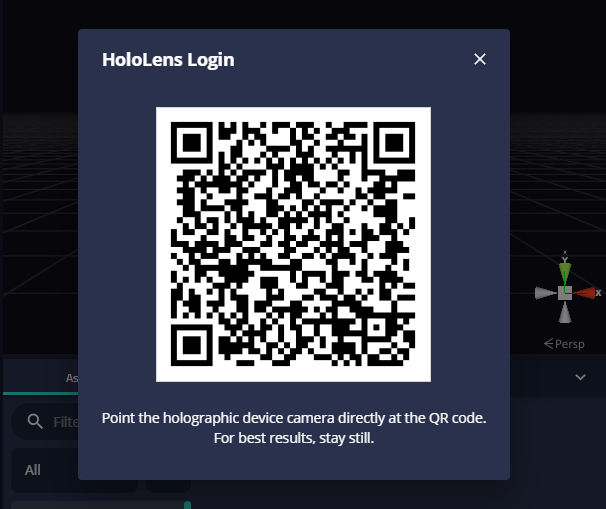 HoloLens Login
Y
X
Persp
As
Point the holographic device camera directly at the QR code.
For best results, stay still.
Filte
All